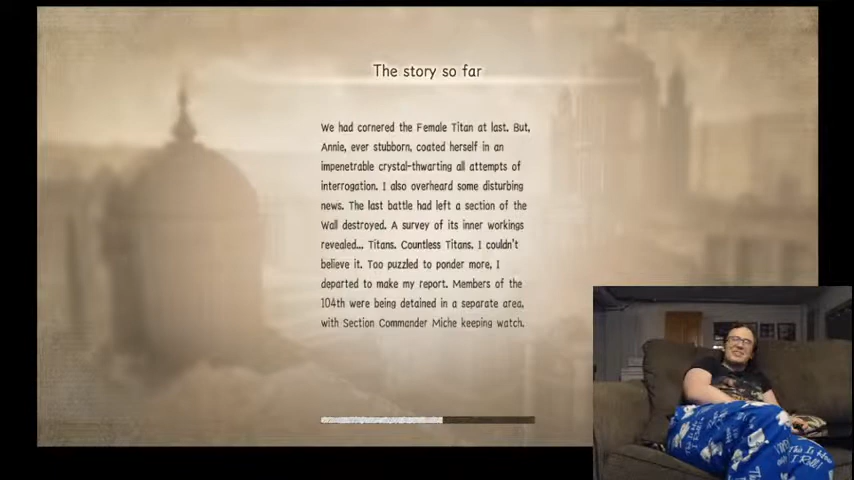 The story so far
We had cornered the Female Titan at last. But,
Annie, ever stubborn, coated herself in an
impenetrable crystal-thwarting all attempts of
interrogation. I also overheard some disturbing
news. The last battle had left a section of the
Wall destroyed. A survey of its inner workings
revealed... Titans. Countless Titans. I couldn't
believe it. Too puzzled to ponder more, I
departed to make my report. Members of the
104th were being detained in a separate area,
with Section Commander Miche keeping watch.
This Is How
I Roll!